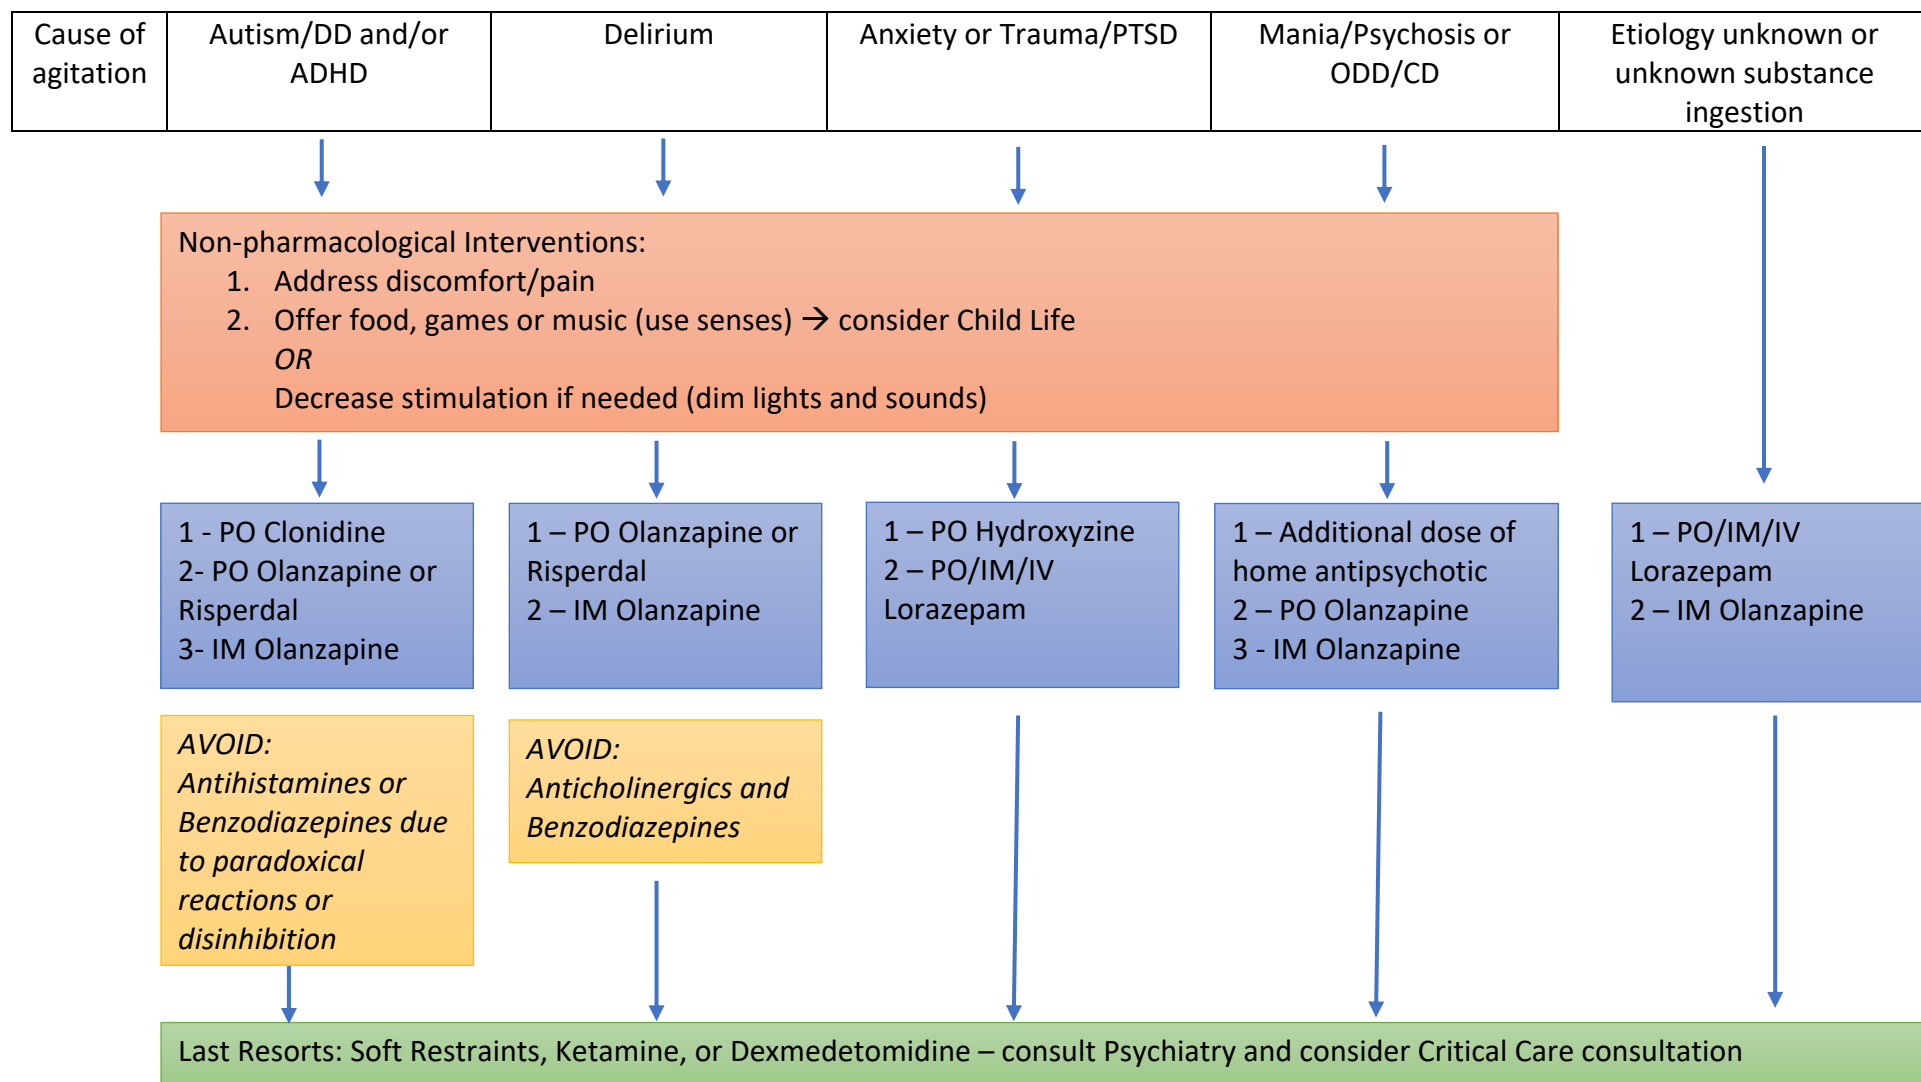 Cause of
agitation
Autism/DD and/or
ADHD
Delirium
Anxiety or Trauma/PTSD
Mania/Psychosis or
ODD/CD
Etiology unknown or
unknown substance
ingestion
Non-pharmacological Interventions:
1. Address discomfort/pain
2. Offer food, games or music (use senses) → consider Child Life
OR
Decrease stimulation if needed (dim lights and sounds)
1 - PO Clonidine
2- PO Olanzapine or
Risperdal
3- IM Olanzapine
1 – PO Olanzapine or
Risperdal
2 – IM Olanzapine
1 – PO Hydroxyzine
2 – PO/IM/IV
Lorazepam
1 – Additional dose of
home antipsychotic
2 – PO Olanzapine
3 - IM Olanzapine
1 – PO/IM/IV
Lorazepam
2 – IM Olanzapine
AVOID:
Antihistamines or
Benzodiazepines due
to paradoxical
reactions or
disinhibition
AVOID:
Anticholinergics and
Benzodiazepines
Last Resorts: Soft Restraints, Ketamine, or Dexmedetomidine – consult Psychiatry and consider Critical Care consultation